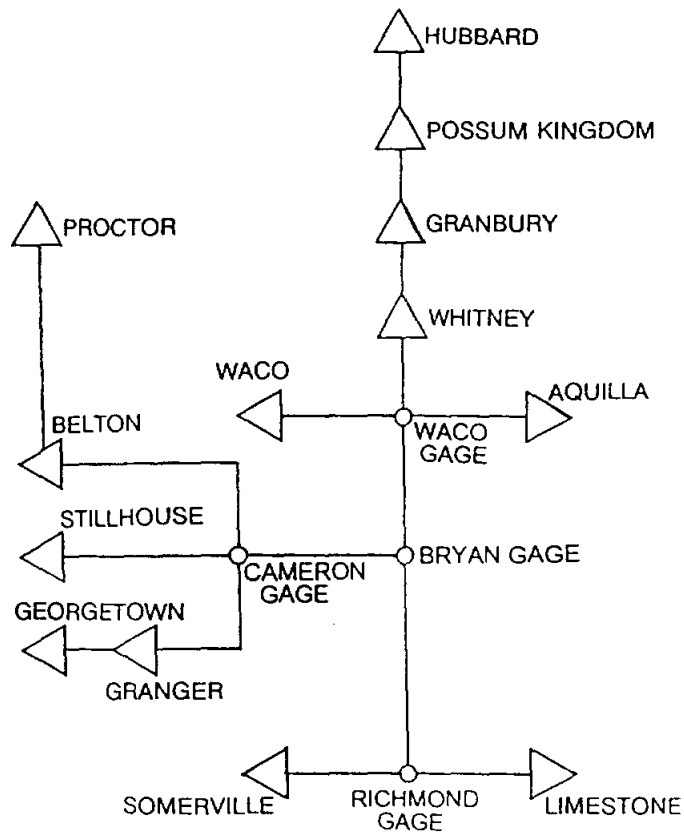 HUBBARD
POSSUM KINGDOM
PROCTOR
GRANBURY
WHITNEY
WACO
AQUILLA
BELTON
WACO
GAGE
STILLHOUSE
BRYAN GAGE
CAMERON
GAGE
GEORGETOWN
GRANGER
SOMERVILLE
RICHMOND
GAGE
LIMESTONE